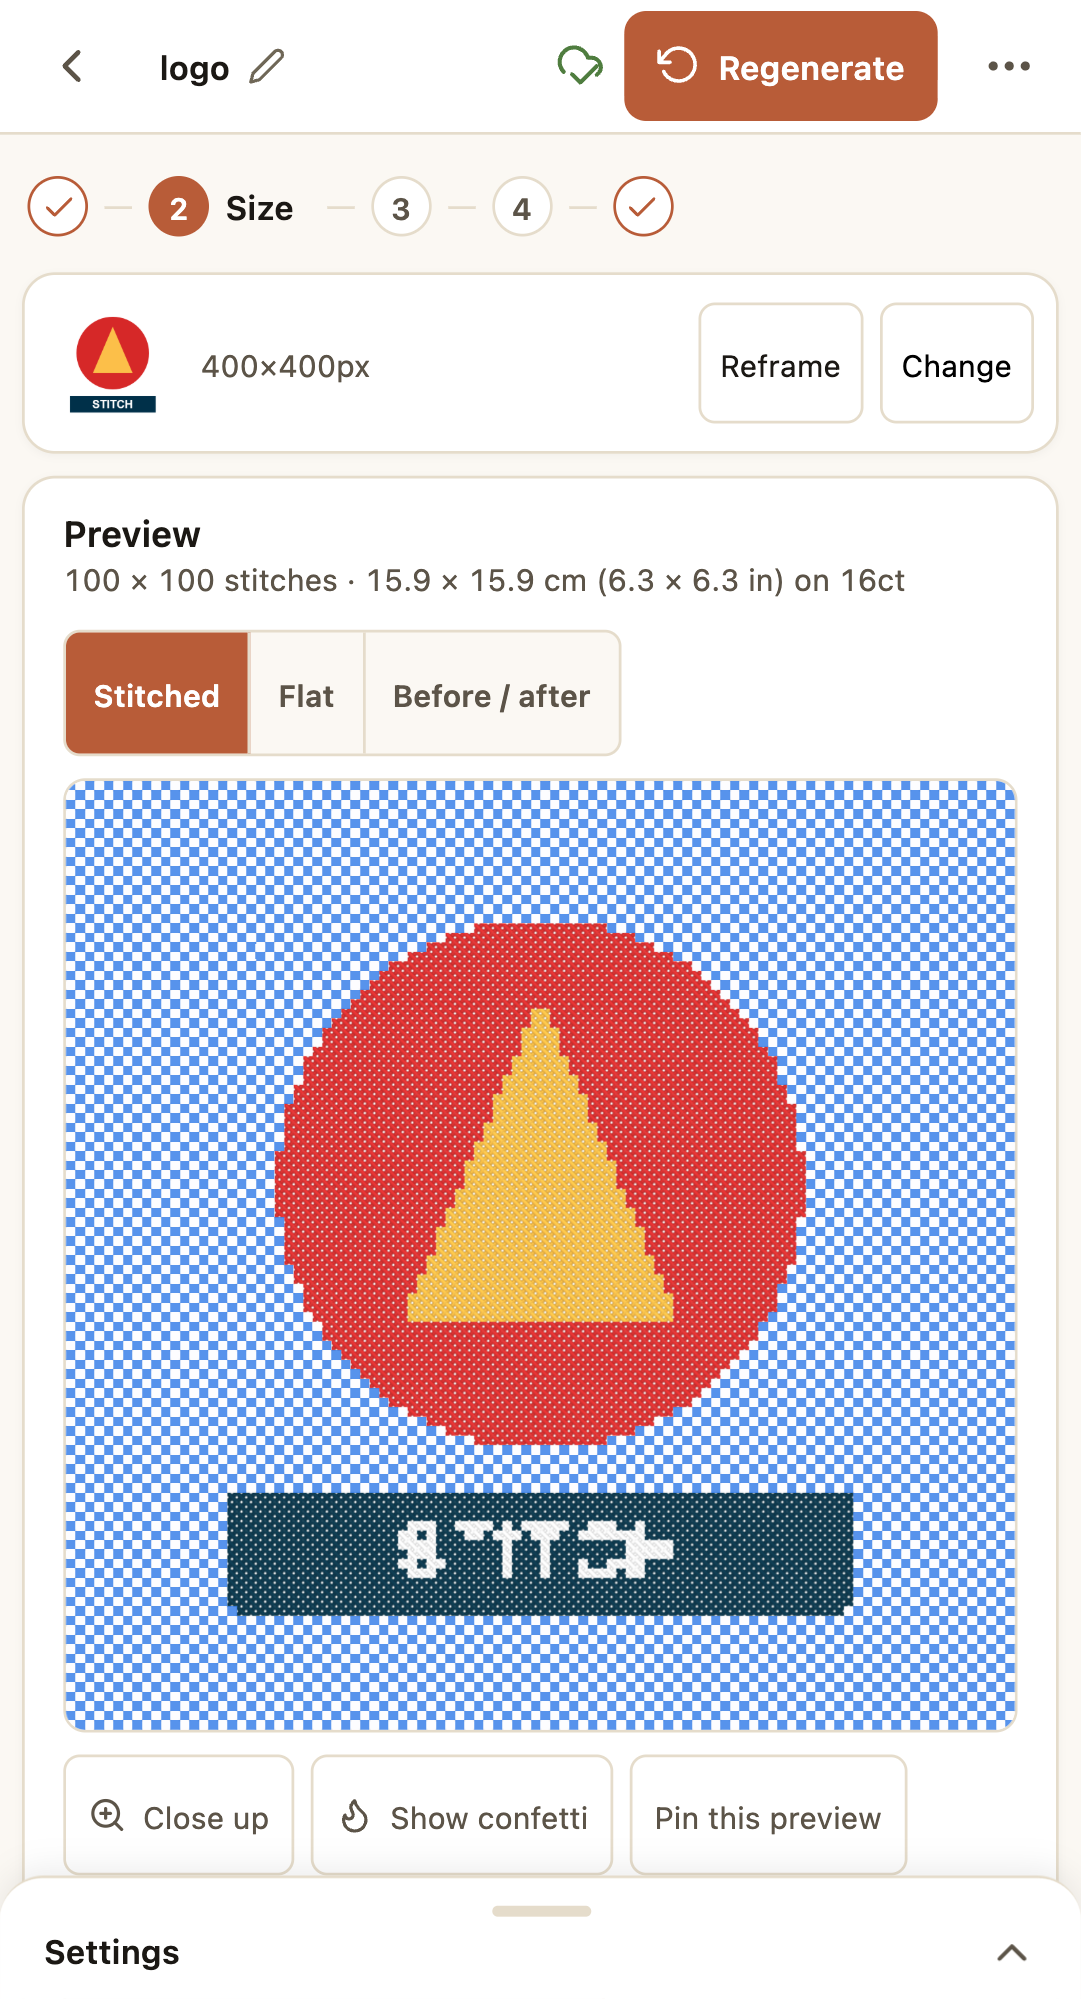 logo
Regenerate
2 Size 3 4
STITCH
400×400px
Reframe
Change
Preview
100 × 100 stitches · 15.9 × 15.9 cm (6.3 × 6.3 in) on 16ct
Stitched
Flat
Before / after
Close up
Show confetti
Pin this preview
Settings